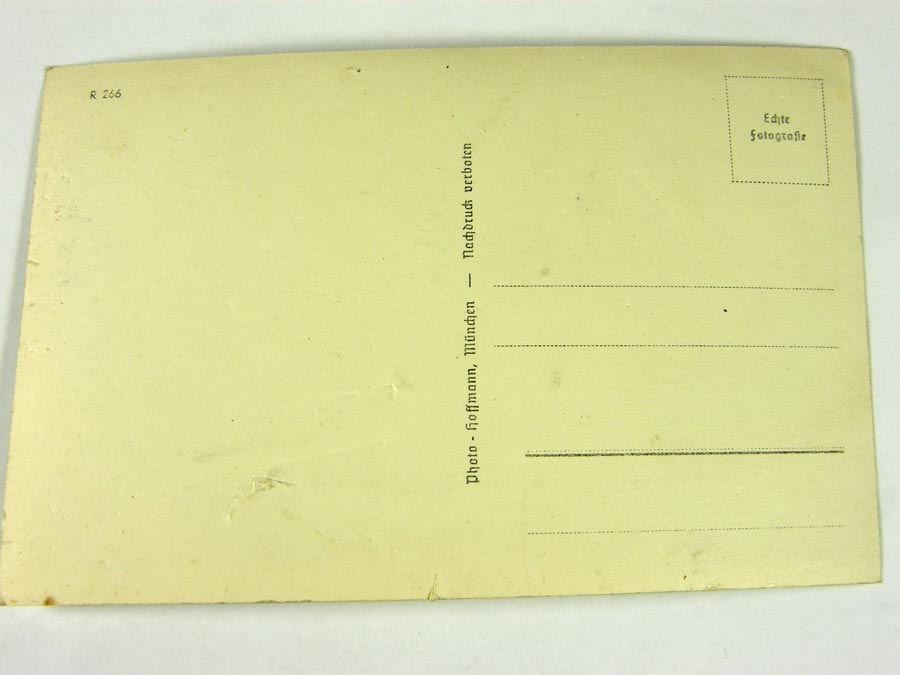 R 266
Photo - Hoffmann, München — Nachdruck verboten
Echte
Fotografie